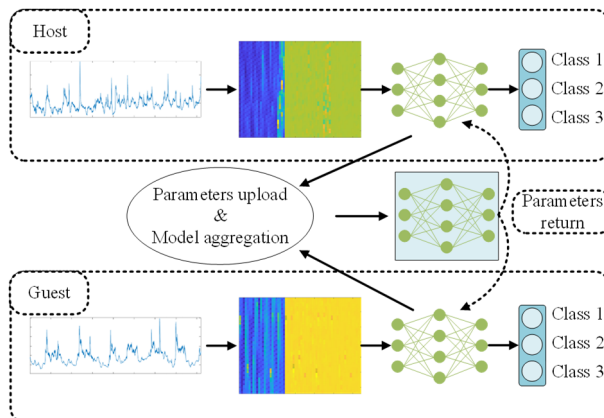 Host
Class 1
Class 2
Class 3
Parameters upload
&
Model aggregation
Parameters
return
Guest
Class 1
Class 2
Class 3